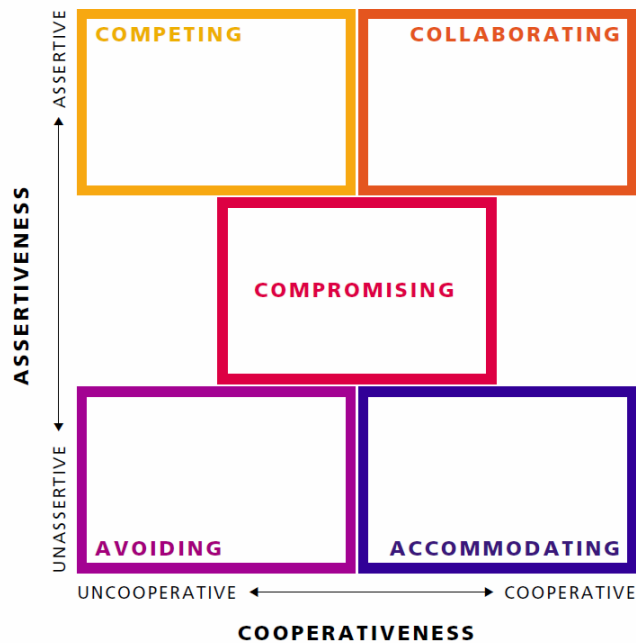 ASSERTIVE
COMPETING
COLLABORATING
ASSERTIVENESS
COMPROMISING
UNASSERTIVE
AVOIDING
ACCOMMODATING
UNCOOPERATIVE
COOPERATIVE
COOPERATIVENESS